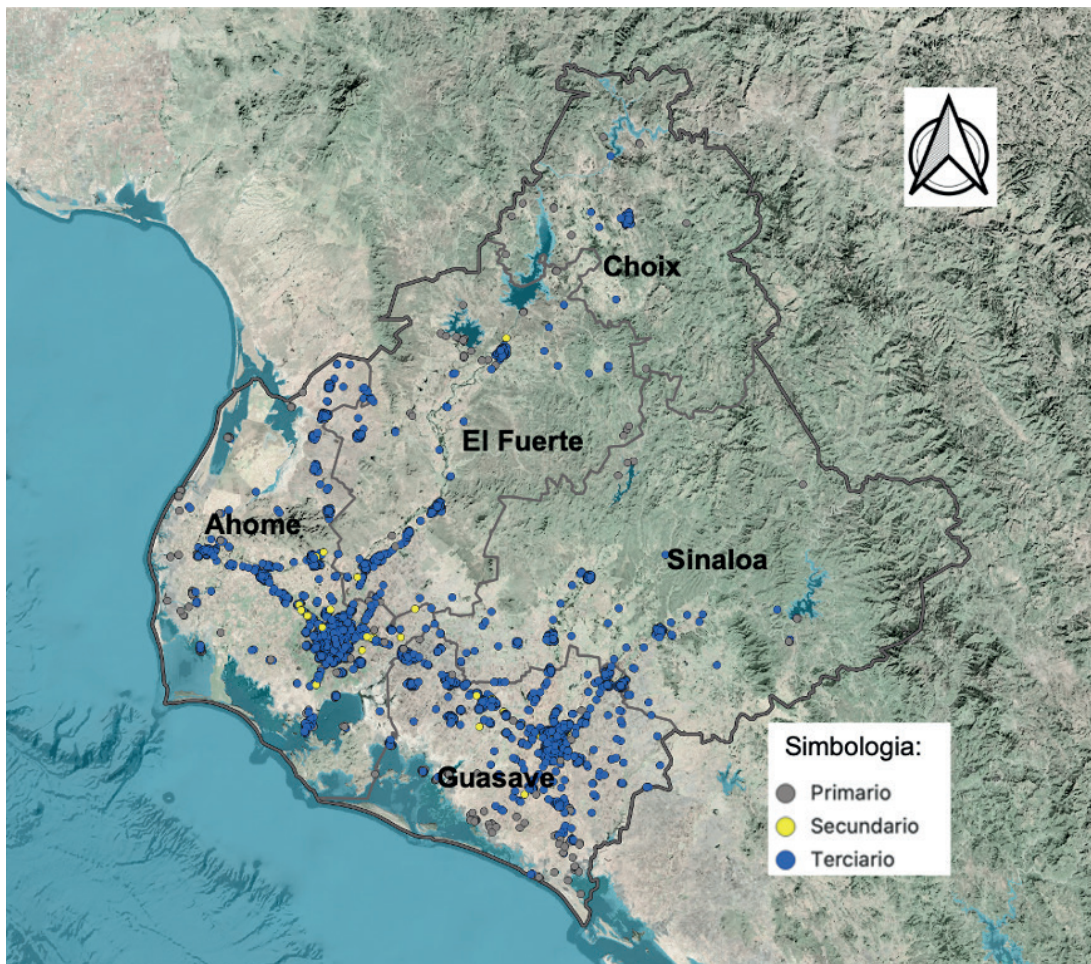 Choix
El Fuerte
Ahome
Sinaloa
Guasave
Simbologia:
Primario
Secundario
Terciario